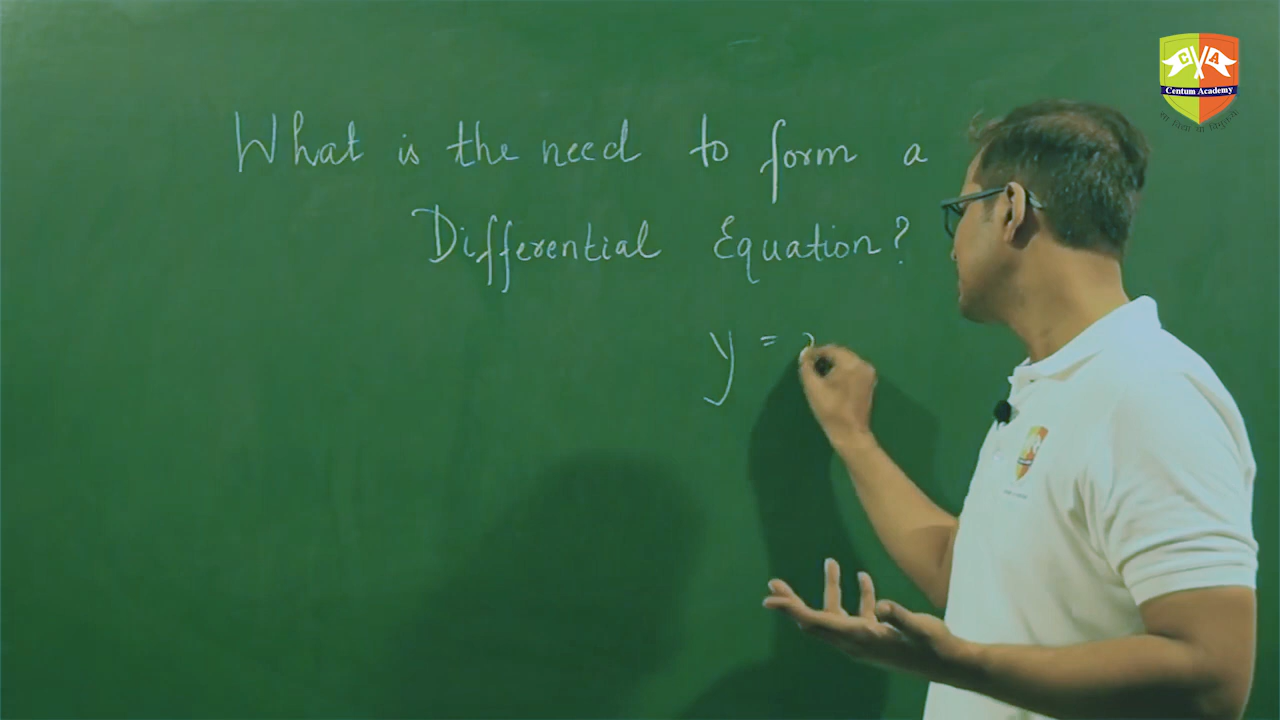 What is the need to form a
Differential Equation?
y =
C A
Centum Academy